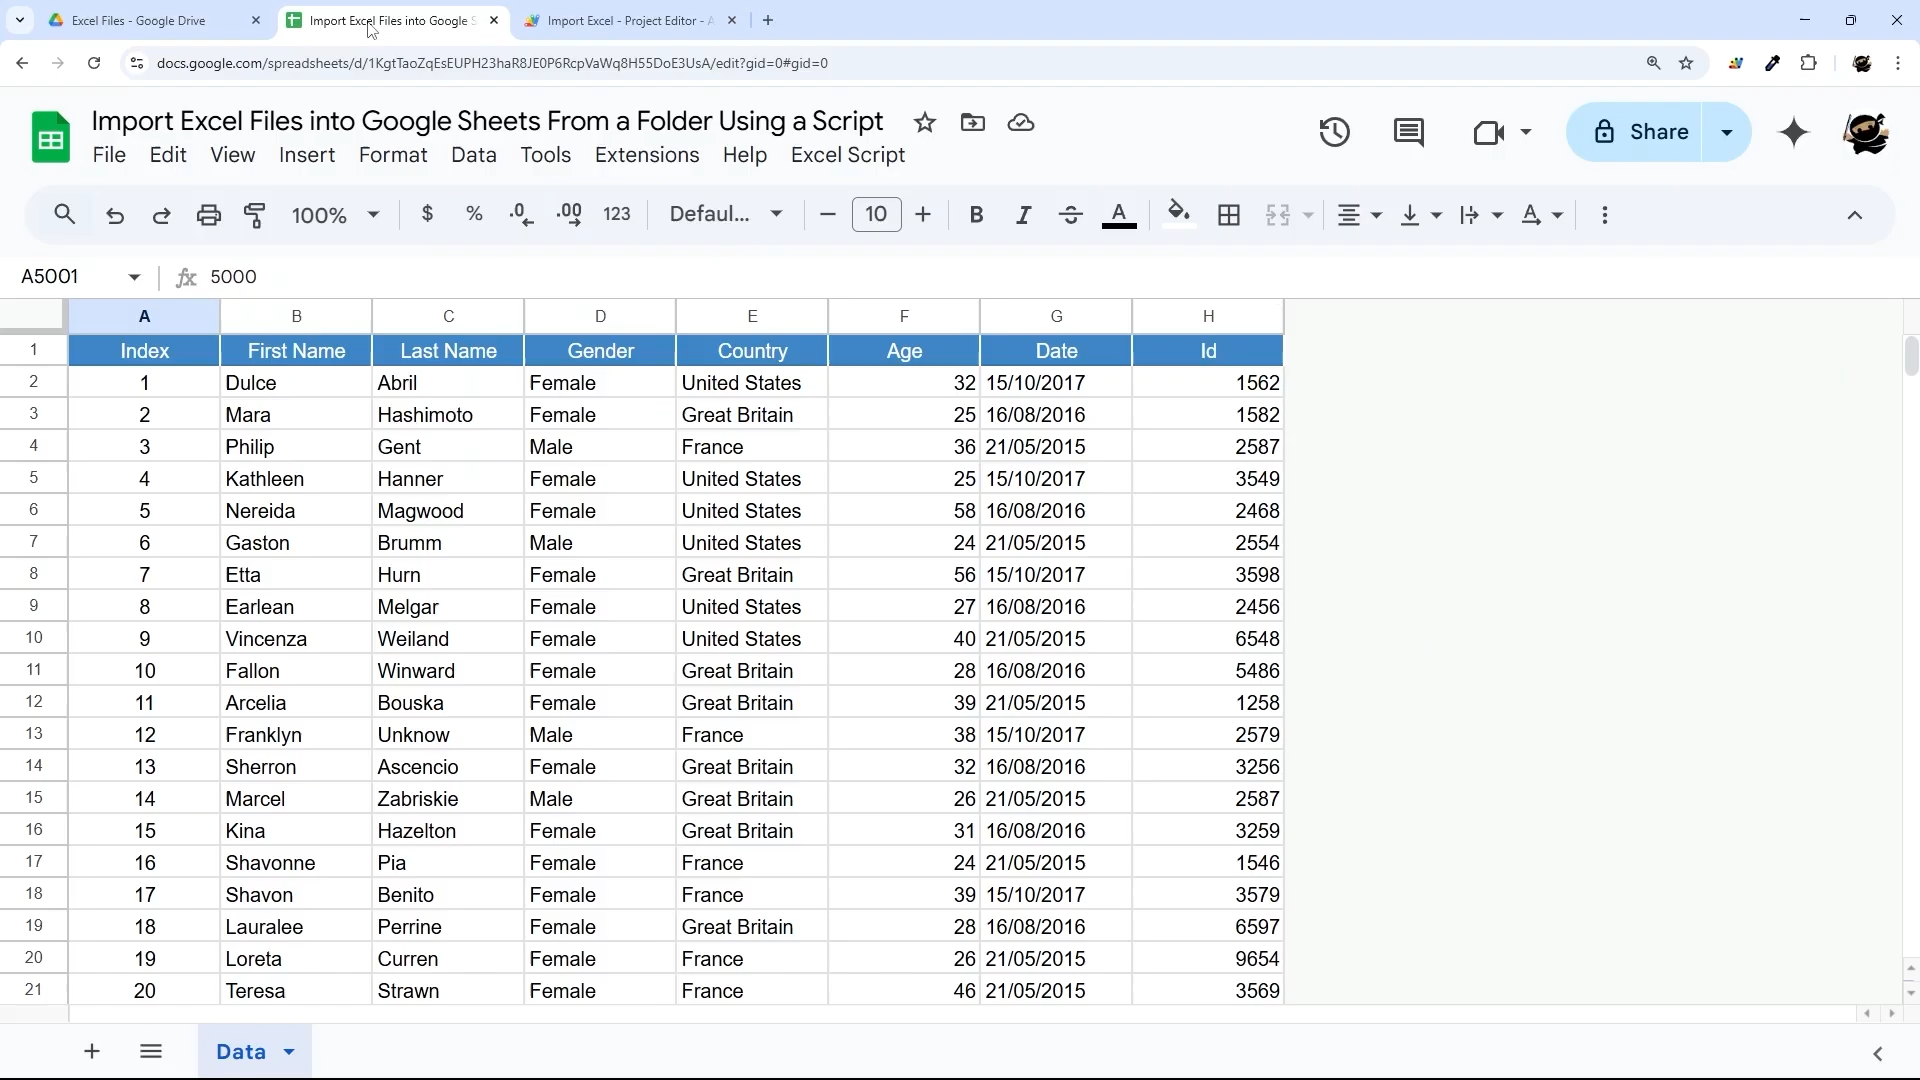 Excel Files - Google Drive
Import Excel Files into Google S
Import Excel - Project Editor - A
docs.google.com/spreadsheets/d/1KgtTaoZqEsEUPH23haR8JE0P6RcpVaWq8H55DoE3UsA/edit?gid=0#gid=0
Import Excel Files into Google Sheets From a Folder Using a Script
File Edit View Insert Format Data Tools Extensions Help Excel Script
Share
100% $ % .0 .00 123 Defaul... 10 B I A A
A5001 fx 5000
A B C D E F G H
1 Index First Name Last Name Gender Country Age Date Id
2 1 Dulce Abril Female United States 32 15/10/2017 1562
3 2 Mara Hashimoto Female Great Britain 25 16/08/2016 1582
4 3 Philip Gent Male France 36 21/05/2015 2587
5 4 Kathleen Hanner Female United States 25 15/10/2017 3549
6 5 Nereida Magwood Female United States 58 16/08/2016 2468
7 6 Gaston Brumm Male United States 24 21/05/2015 2554
8 7 Etta Hurn Female Great Britain 56 15/10/2017 3598
9 8 Earlean Melgar Female United States 27 16/08/2016 2456
10 9 Vincenza Weiland Female United States 40 21/05/2015 6548
11 10 Fallon Winward Female Great Britain 28 16/08/2016 5486
12 11 Arcelia Bouska Female Great Britain 39 21/05/2015 1258
13 12 Franklyn Unknow Male France 38 15/10/2017 2579
14 13 Sherron Ascencio Female Great Britain 32 16/08/2016 3256
15 14 Marcel Zabriskie Male Great Britain 26 21/05/2015 2587
16 15 Kina Hazelton Female Great Britain 31 16/08/2016 3259
17 16 Shavonne Pia Female France 24 21/05/2015 1546
18 17 Shavon Benito Female France 39 15/10/2017 3579
19 18 Lauralee Perrine Female Great Britain 28 16/08/2016 6597
20 19 Loreta Curren Female France 26 21/05/2015 9654
21 20 Teresa Strawn Female France 46 21/05/2015 3569
Data